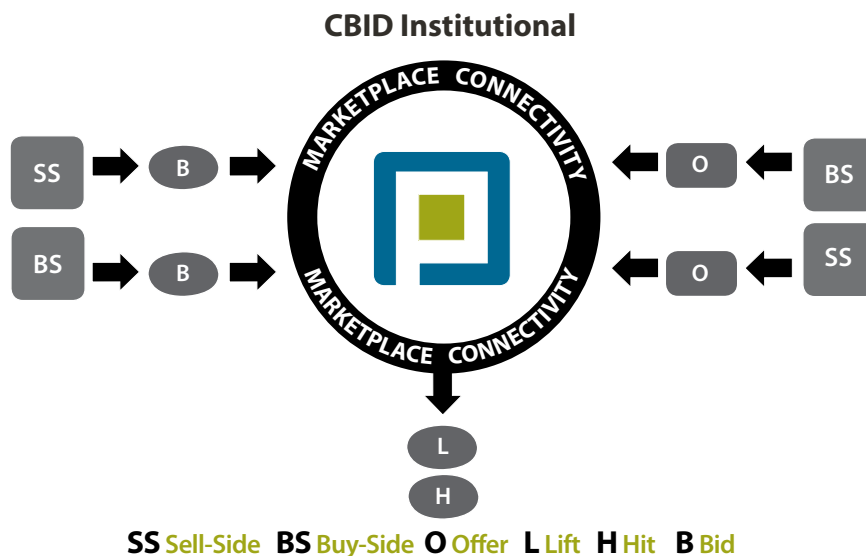 CBID Institutional
MARKETPLACE CONNECTIVITY
SS B O BS
BS B O SS
MARKETPLACE CONNECTIVITY
L
H
SS Sell-Side BS Buy-Side O Offer L Lift H Hit B Bid